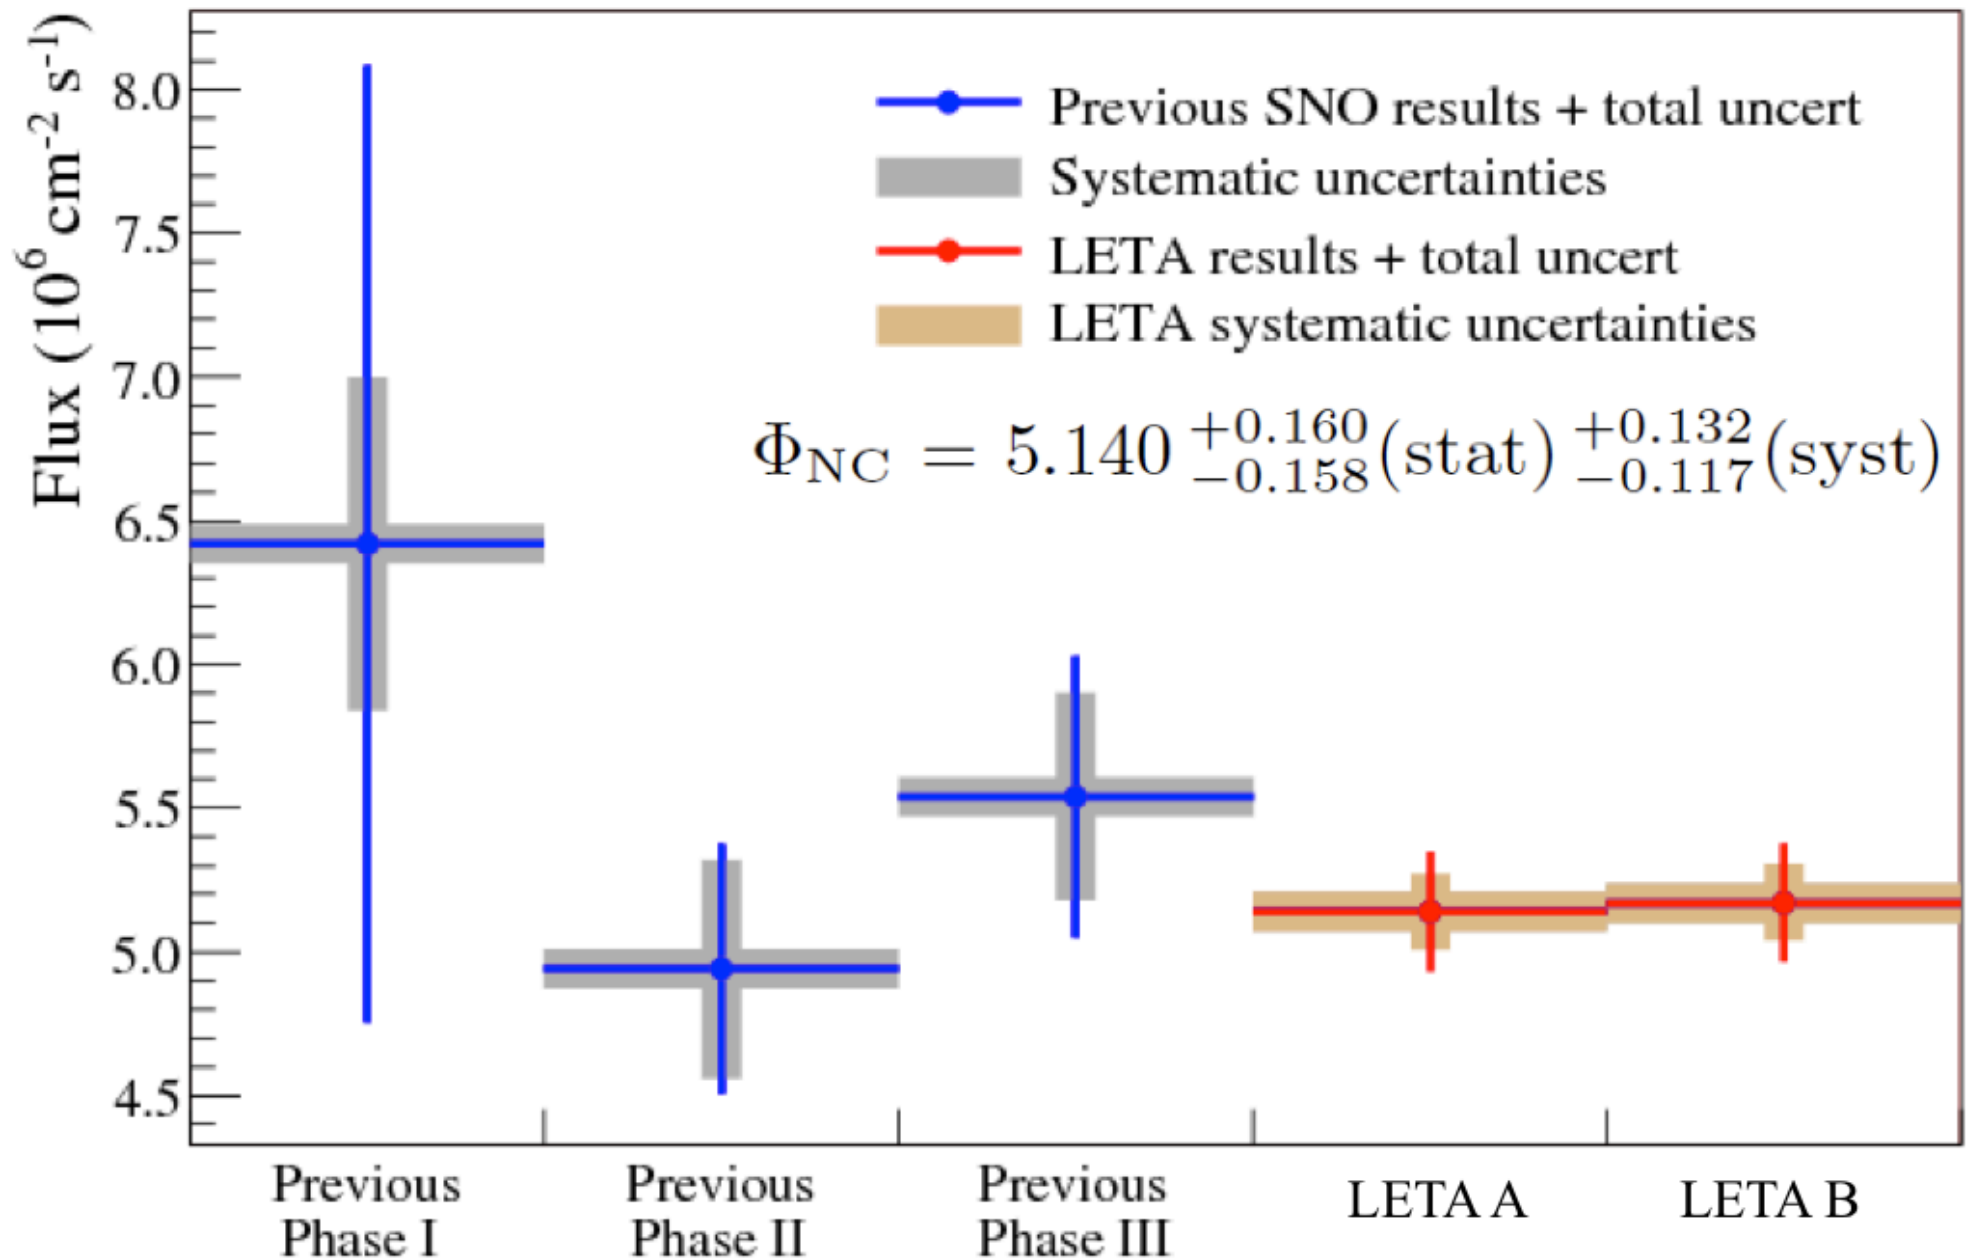 Flux (10⁶ cm⁻² s⁻¹)
8.0
7.5
7.0
6.5
6.0
5.5
5.0
4.5
Previous SNO results + total uncert
Systematic uncertainties
LETA results + total uncert
LETA systematic uncertainties
Φ_NC = 5.140 +0.160 −0.158 (stat) +0.132 −0.117 (syst)
Previous Phase I
Previous Phase II
Previous Phase III
LETA A
LETA B